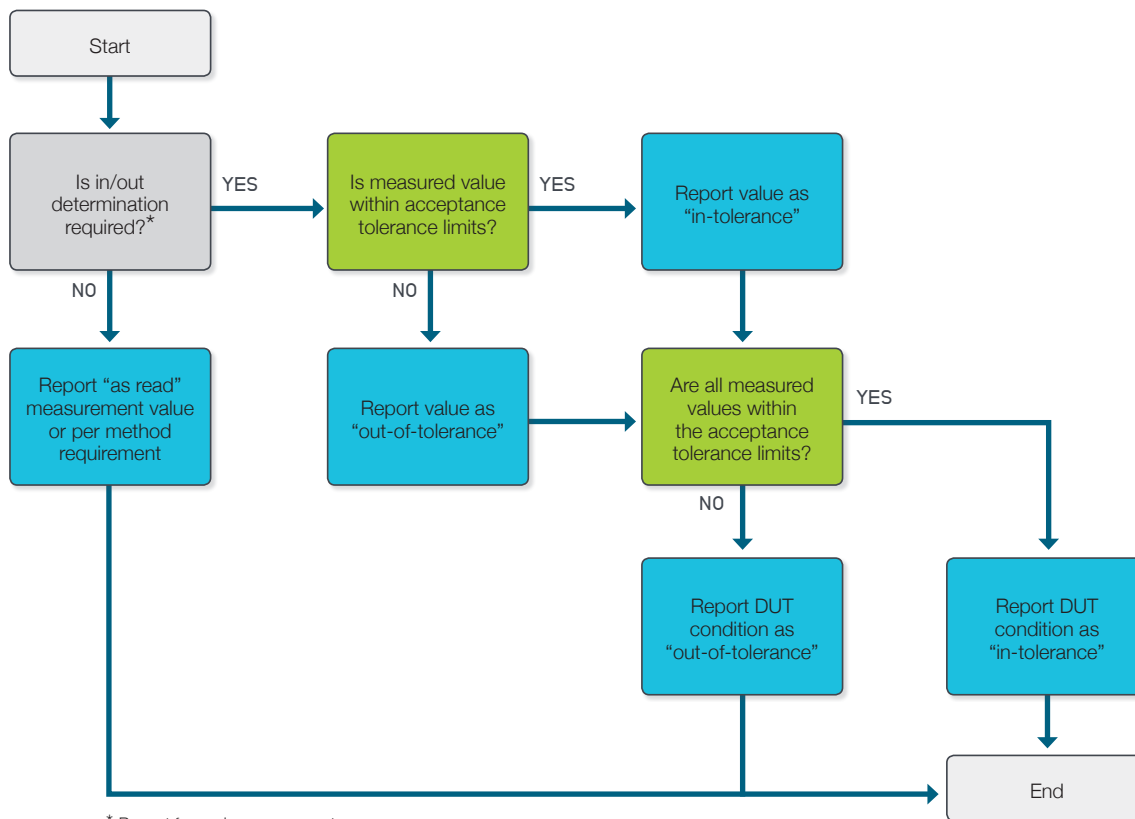 Start
Is in/out
determination
required?*
YES
Is measured value
within acceptance
tolerance limits?
YES
Report value as
“in-tolerance”
NO
NO
Report “as read”
measurement value
or per method
requirement
Report value as
“out-of-tolerance”
Are all measured
values within
the acceptance
tolerance limits?
YES
NO
Report DUT
condition as
“out-of-tolerance”
Report DUT
condition as
“in-tolerance”
End